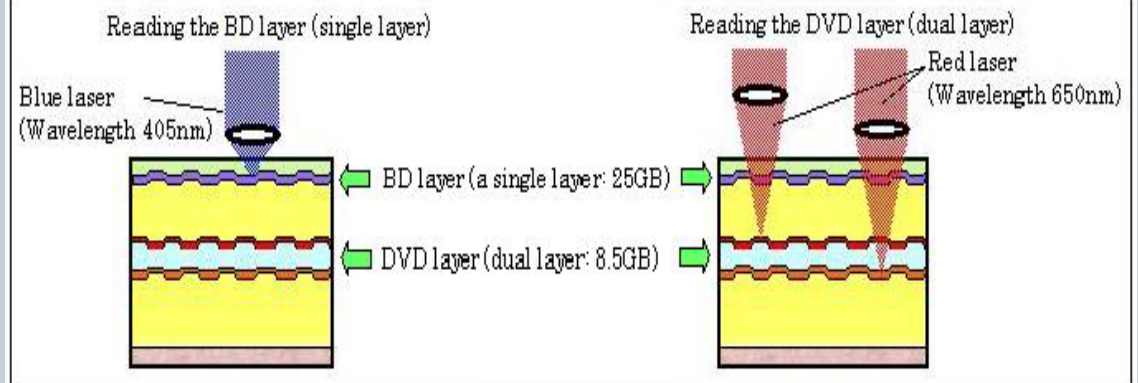 Reading the BD layer (single layer)
Reading the DVD layer (dual layer)
Blue laser
(Wavelength 405nm)
Red laser
(Wavelength 650nm)
BD layer (a single layer: 25GB)
DVD layer (dual layer: 8.5GB)